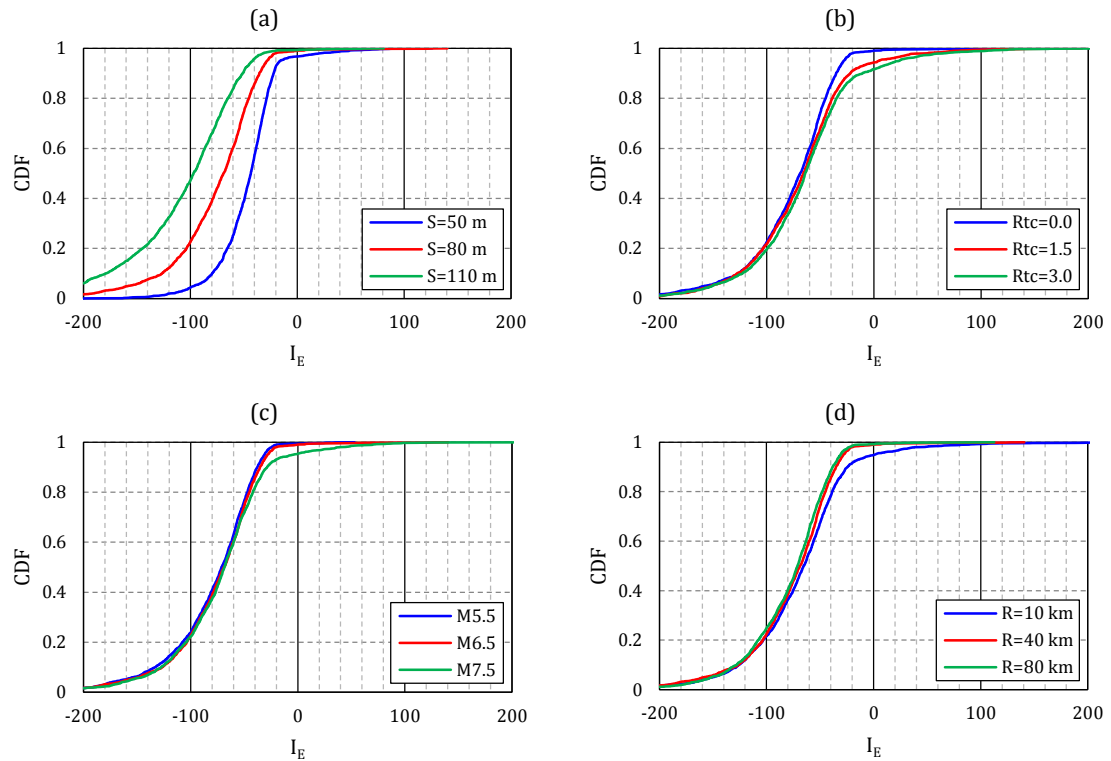 (a)
1
0.8
0.6
0.4
0.2
0
CDF
S=50 m
S=80 m
S=110 m
-200 -100 0 100 200
I_E
(b)
1
0.8
0.6
0.4
0.2
0
CDF
Rtc=0.0
Rtc=1.5
Rtc=3.0
-200 -100 0 100 200
I_E
(c)
1
0.8
0.6
0.4
0.2
0
CDF
M5.5
M6.5
M7.5
-200 -100 0 100 200
I_E
(d)
1
0.8
0.6
0.4
0.2
0
CDF
R=10 km
R=40 km
R=80 km
-200 -100 0 100 200
I_E